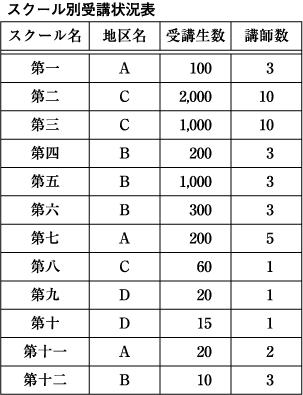 スクール別受講状況表
スクール名 地区名 受講生数 講師数
第一 A 100 3
第二 C 2,000 10
第三 C 1,000 10
第四 B 200 3
第五 B 1,000 3
第六 B 300 3
第七 A 200 5
第八 C 60 1
第九 D 20 1
第十 D 15 1
第十一 A 20 2
第十二 B 10 3